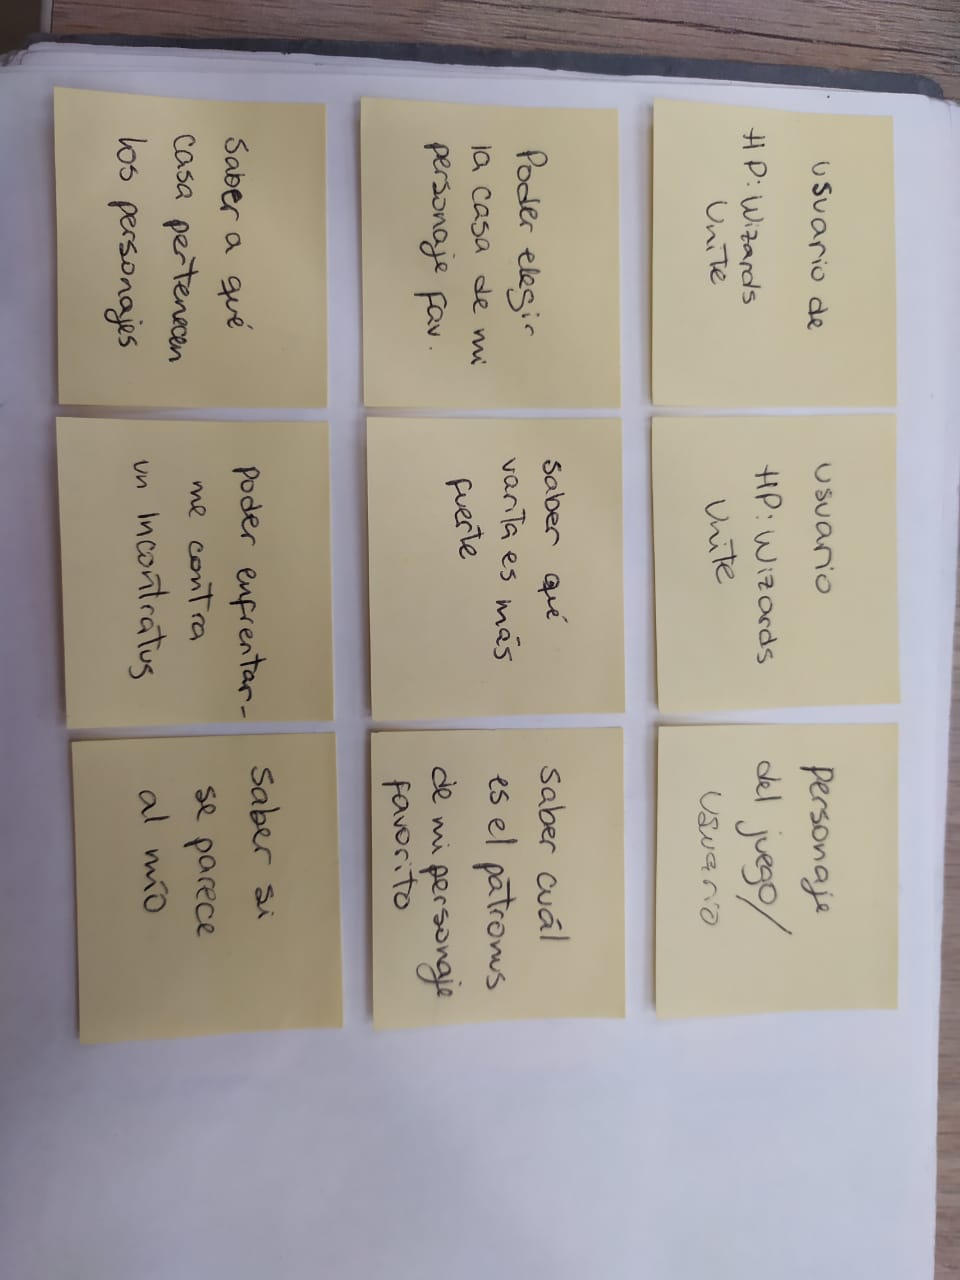 usuario de
HP: Wizards
Unite
usuario
HP: Wizards
Unite
personaje
del juego/
usuario
Poder elegir
la casa de mi
personaje fav.
saber qué
varita es más
fuerte
saber cuál
es el patronus
de mi personaje
favorito
saber a qué
casa pertenecen
los personajes
poder enfrentar-
me contra
un Incontratus
saber si
se parece
al mío